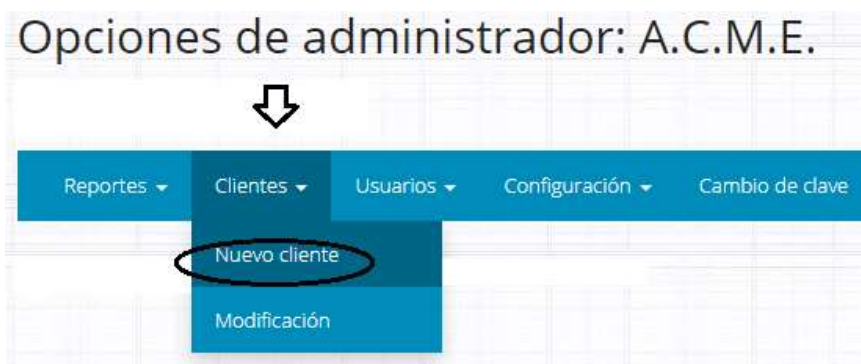 Opciones de administrador: A.C.M.E.
Reportes Clientes Usuarios Configuración Cambio de clave
Nuevo cliente
Modificación